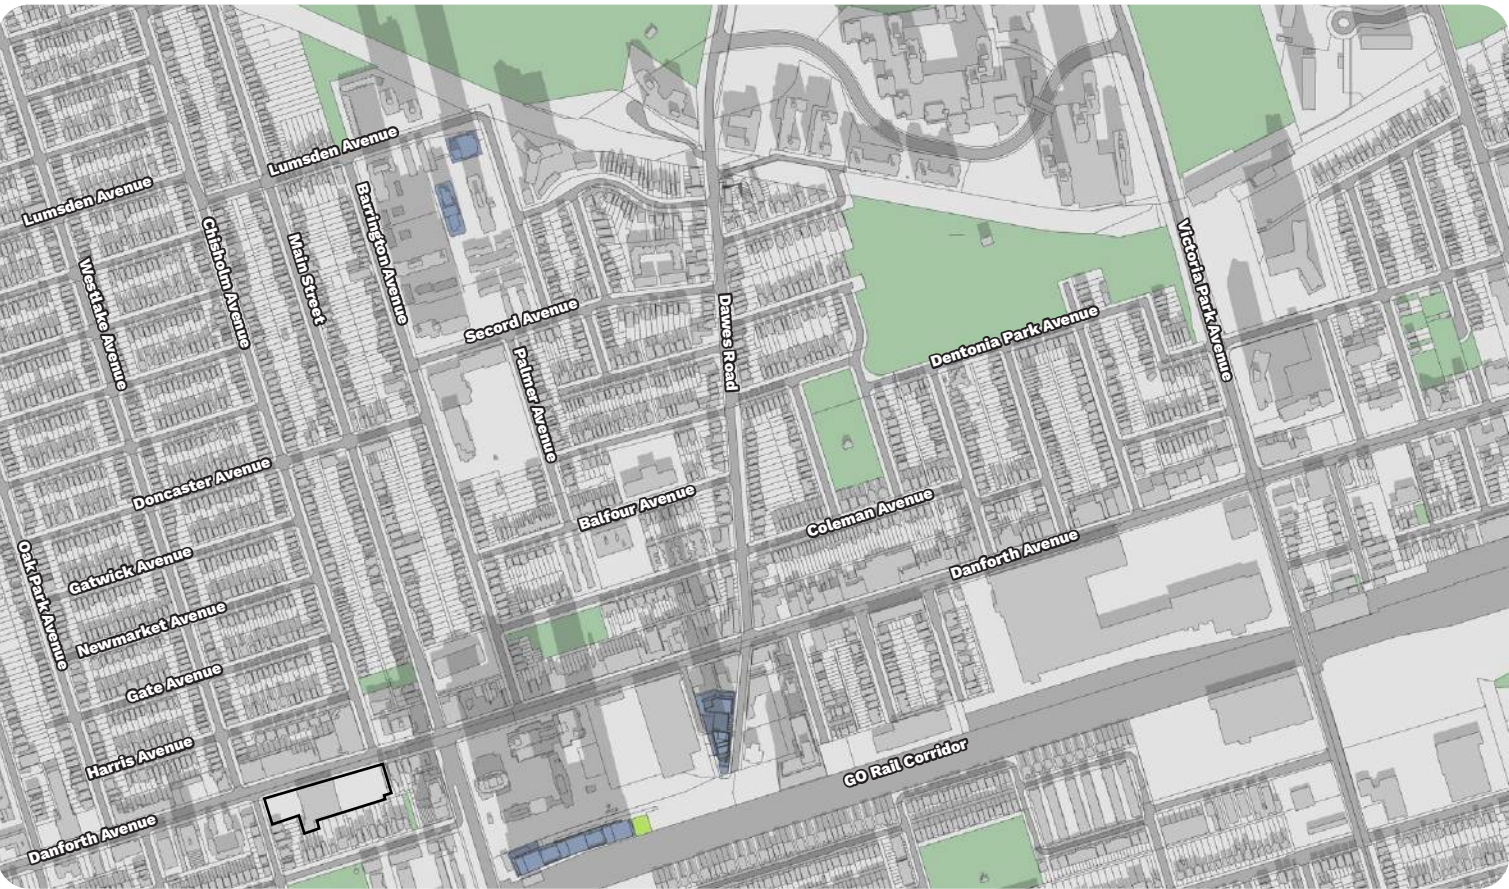 Lumsden Avenue
Lumsden Avenue
Barrington Avenue
Chisholm Avenue
Main Street
Westlake Avenue
Secord Avenue
Dawes Road
Victoria Park Avenue
Dentonia Park Avenue
Palmer Avenue
Doncaster Avenue
Balfour Avenue
Coleman Avenue
Danforth Avenue
Oak Park Avenue
Gatwick Avenue
Newmarket Avenue
Gate Avenue
Harris Avenue
GO Rail Corridor
Danforth Avenue